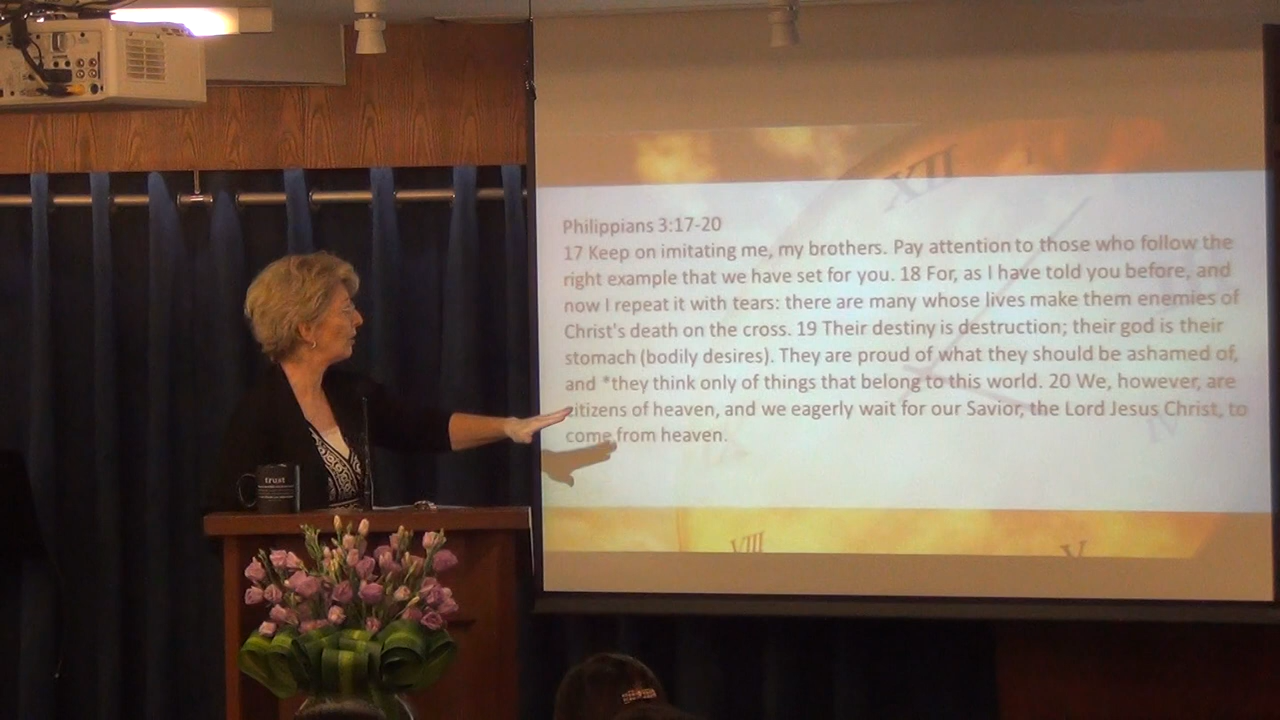 trust
Philippians 3:17-20
17 Keep on imitating me, my brothers. Pay attention to those who follow the
right example that we have set for you. 18 For, as I have told you before, and
now I repeat it with tears: there are many whose lives make them enemies of
Christ's death on the cross. 19 Their destiny is destruction; their god is their
stomach (bodily desires). They are proud of what they should be ashamed of,
and *they think only of things that belong to this world. 20 We, however, are
citizens of heaven, and we eagerly wait for our Savior, the Lord Jesus Christ, to
come from heaven.
XII
I
IV
VIII
V